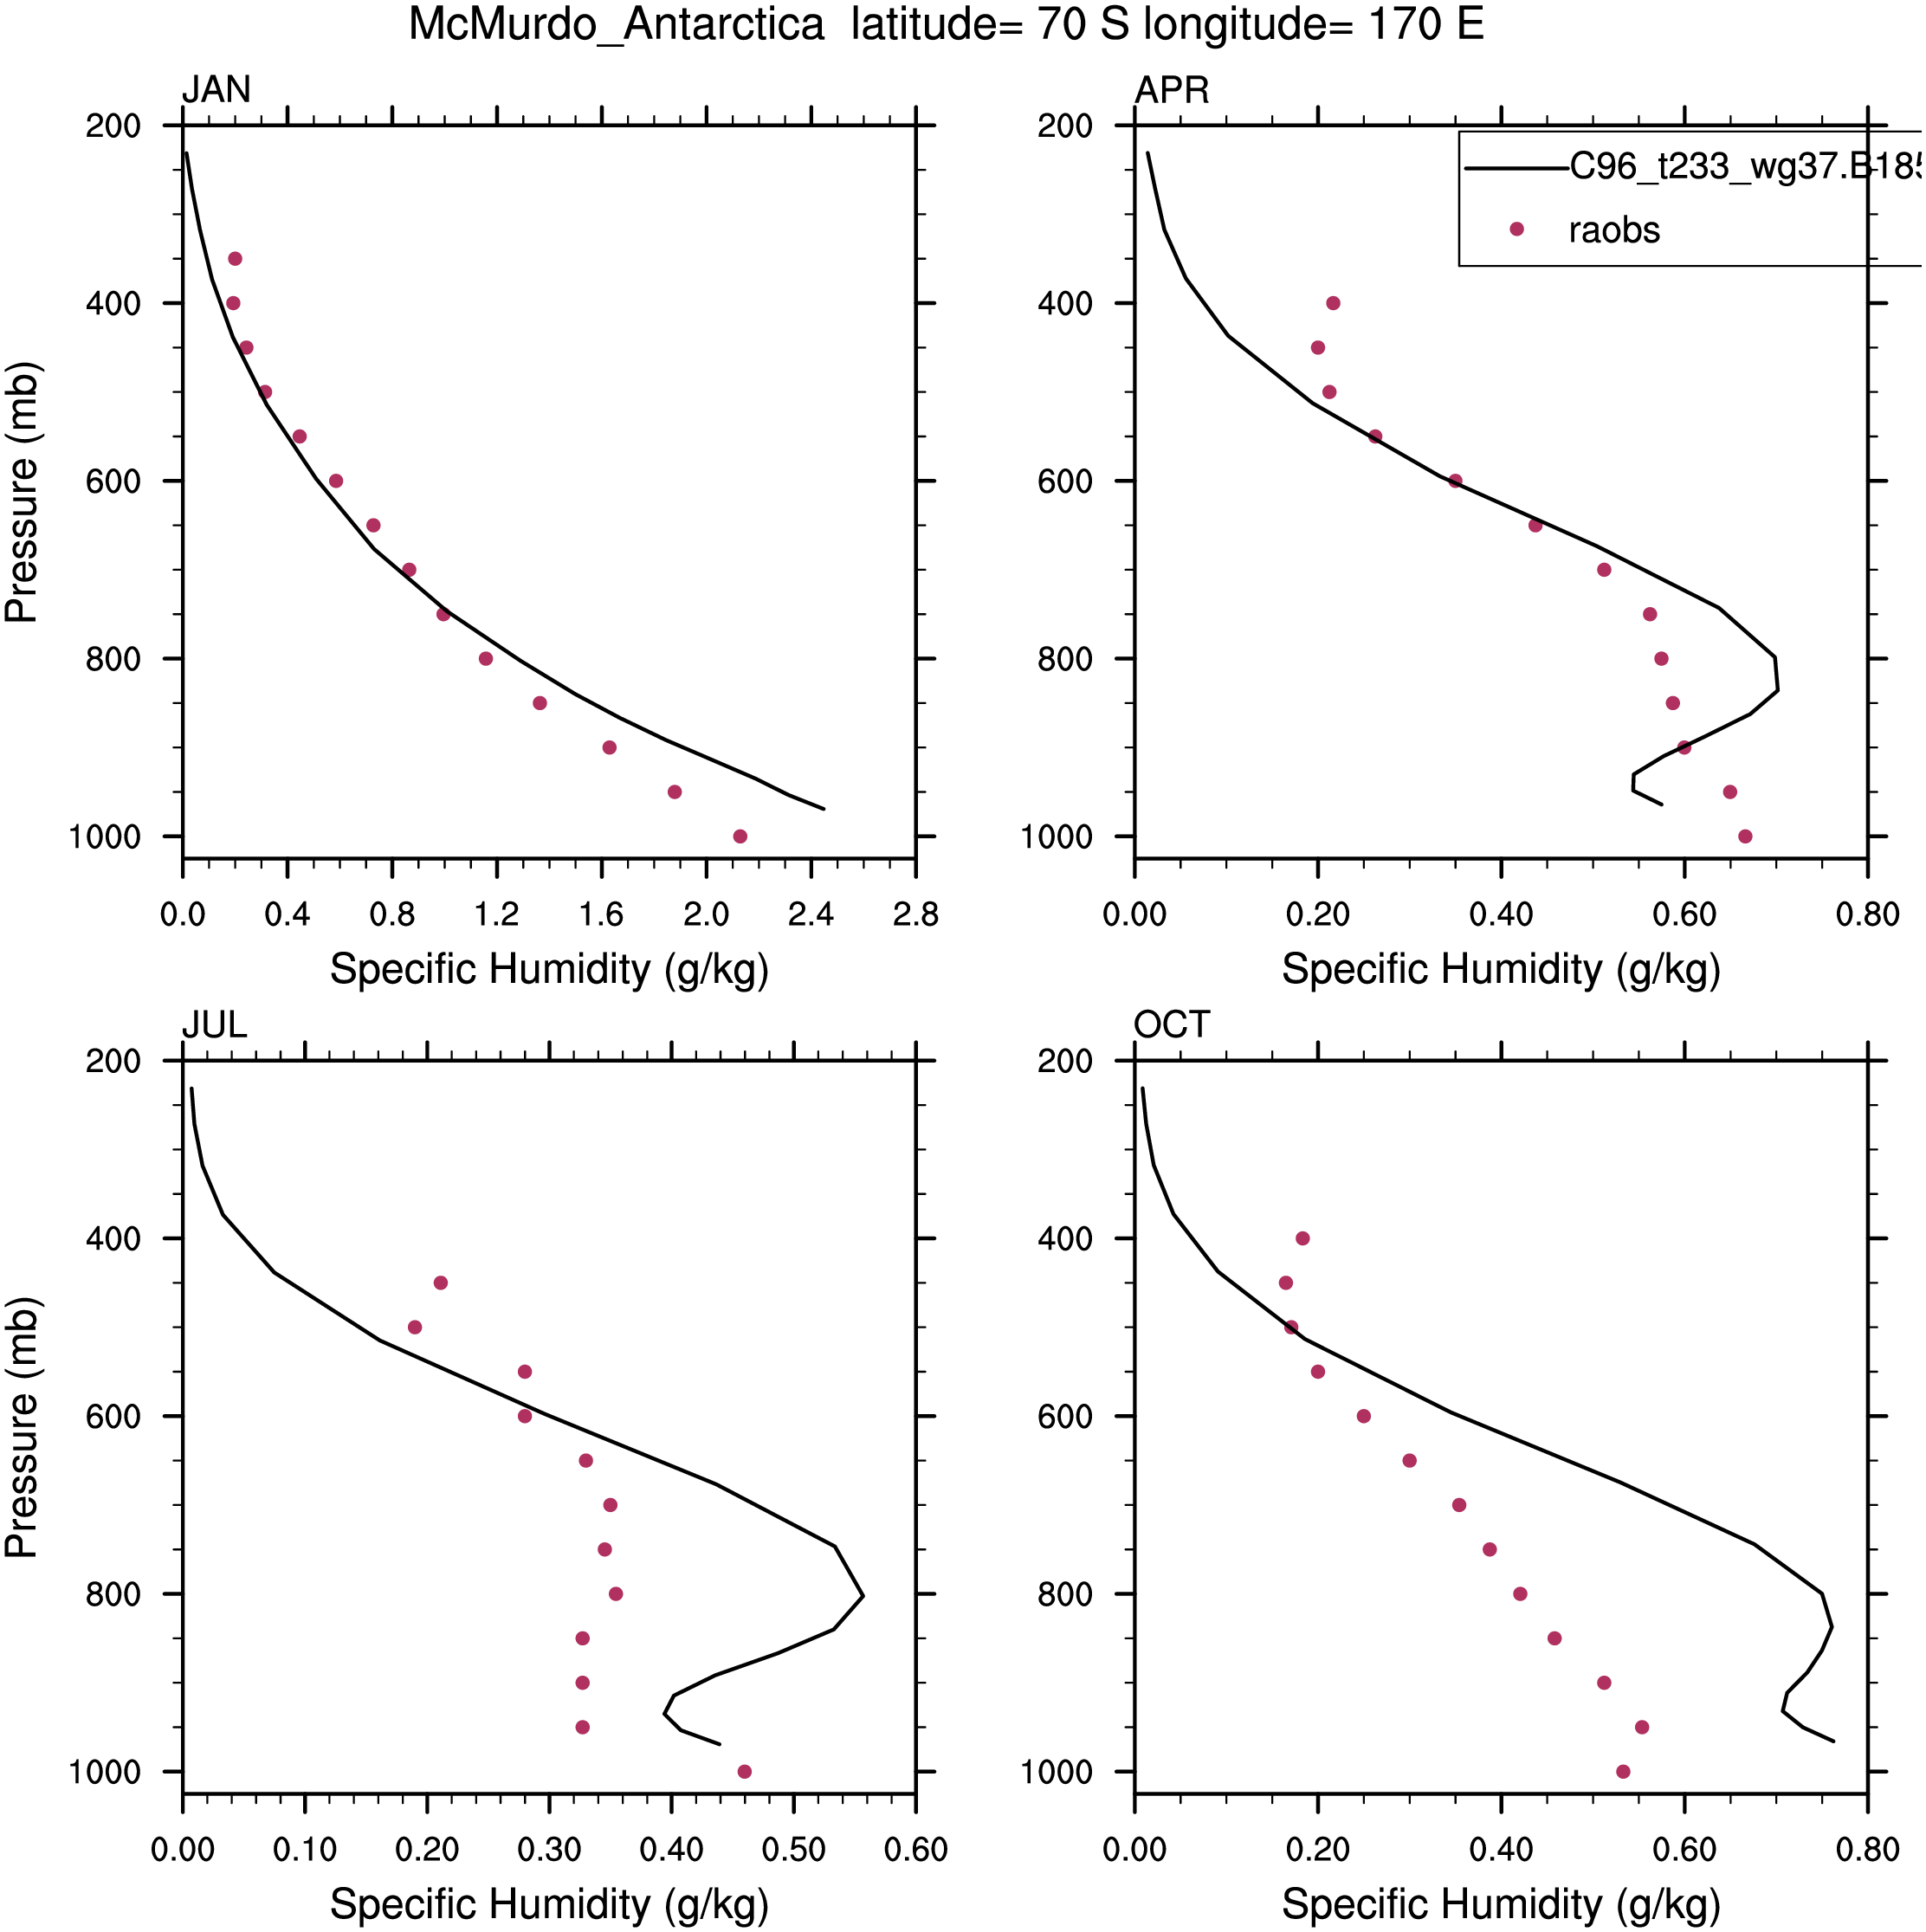 McMurdo_Antarctica latitude= 70 S longitude= 170 E
JAN
200
400
600
800
1000
Pressure (mb)
0.0 0.4 0.8 1.2 1.6 2.0 2.4 2.8
Specific Humidity (g/kg)
APR
200
400
600
800
1000
C96_t233_wg37.B185
raobs
0.00 0.20 0.40 0.60 0.80
Specific Humidity (g/kg)
JUL
200
400
600
800
1000
Pressure (mb)
0.00 0.10 0.20 0.30 0.40 0.50 0.60
Specific Humidity (g/kg)
OCT
200
400
600
800
1000
0.00 0.20 0.40 0.60 0.80
Specific Humidity (g/kg)